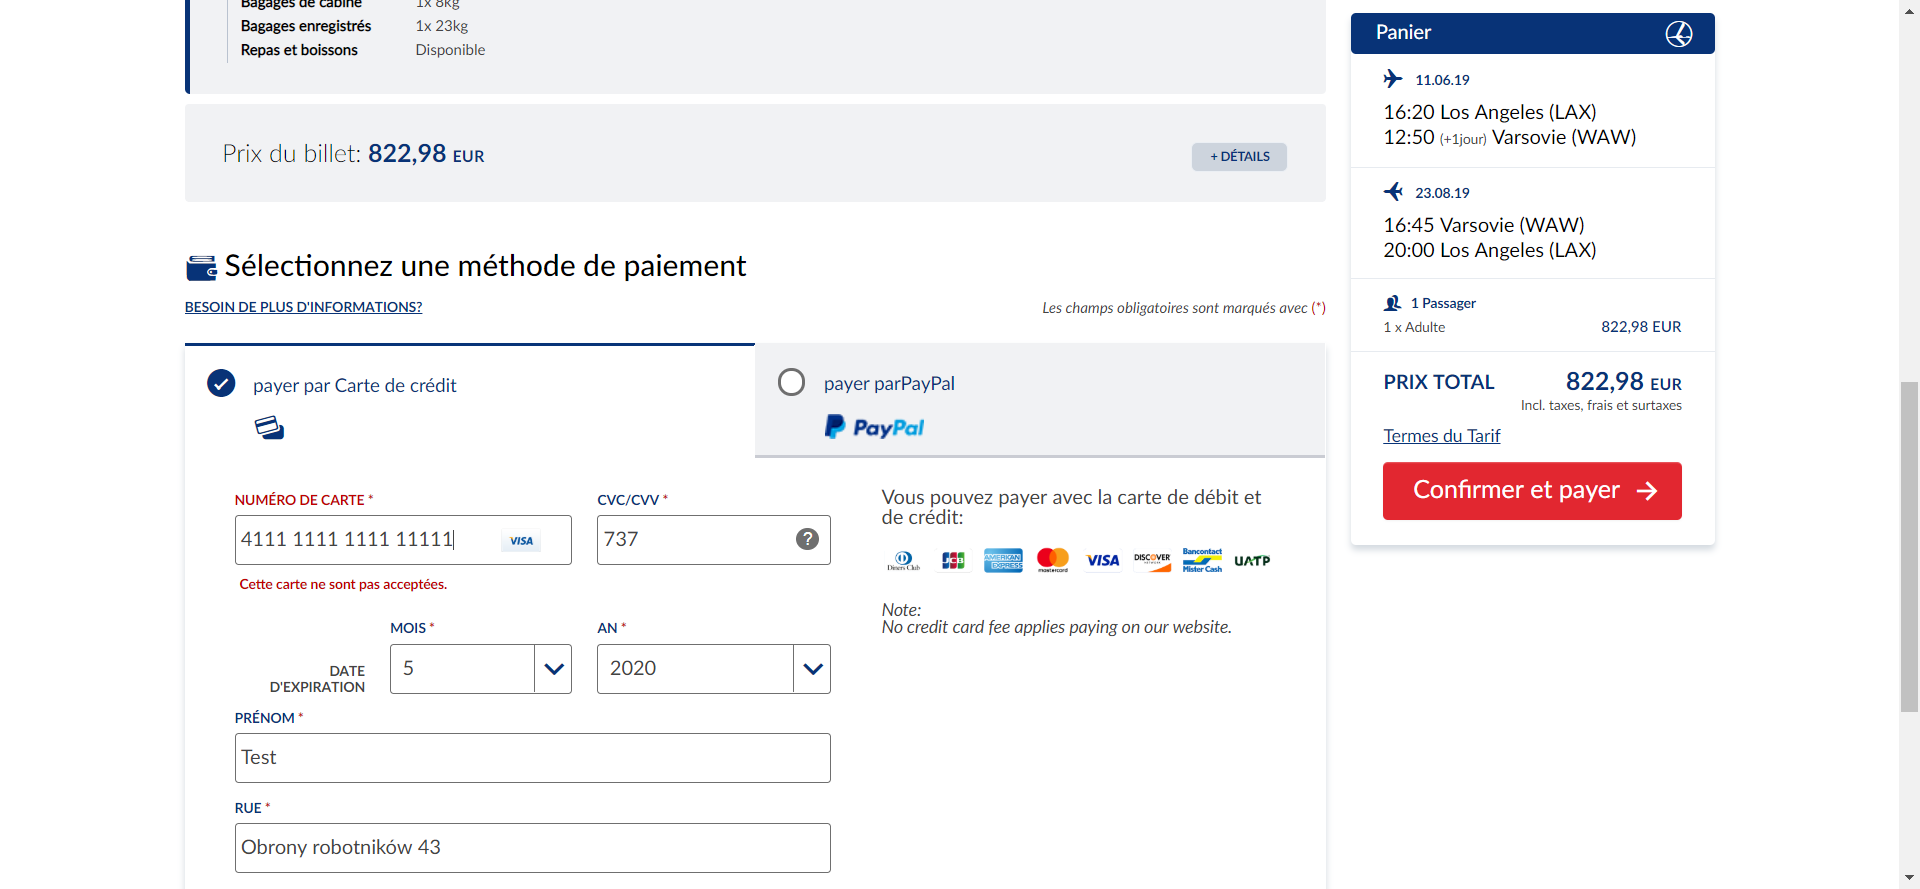 Bagages de cabine 1x 8kg
Bagages enregistrés 1x 23kg
Repas et boissons Disponible
Prix du billet: 822,98 EUR
+ DÉTAILS
Sélectionnez une méthode de paiement
BESOIN DE PLUS D'INFORMATIONS?
Les champs obligatoires sont marqués avec (*)
payer par Carte de crédit
payer parPayPal
PayPal
NUMÉRO DE CARTE *
CVC/CVV *
4111 1111 1111 11111
VISA
737
?
Cette carte ne sont pas acceptées.
MOIS *
AN *
DATE
D'EXPIRATION
5
2020
PRÉNOM *
Test
RUE *
Obrony robotników 43
Vous pouvez payer avec la carte de débit et
de crédit:
Diners Club
JCB
AMERICAN
EXPRESS
mastercard
VISA
DISCOVER
NETWORK
Bancontact
Mister Cash
UATP
Note:
No credit card fee applies paying on our website.
Panier
11.06.19
16:20 Los Angeles (LAX)
12:50 (+1jour) Varsovie (WAW)
23.08.19
16:45 Varsovie (WAW)
20:00 Los Angeles (LAX)
1 Passager
1 x Adulte 822,98 EUR
PRIX TOTAL 822,98 EUR
Incl. taxes, frais et surtaxes
Termes du Tarif
Confirmer et payer